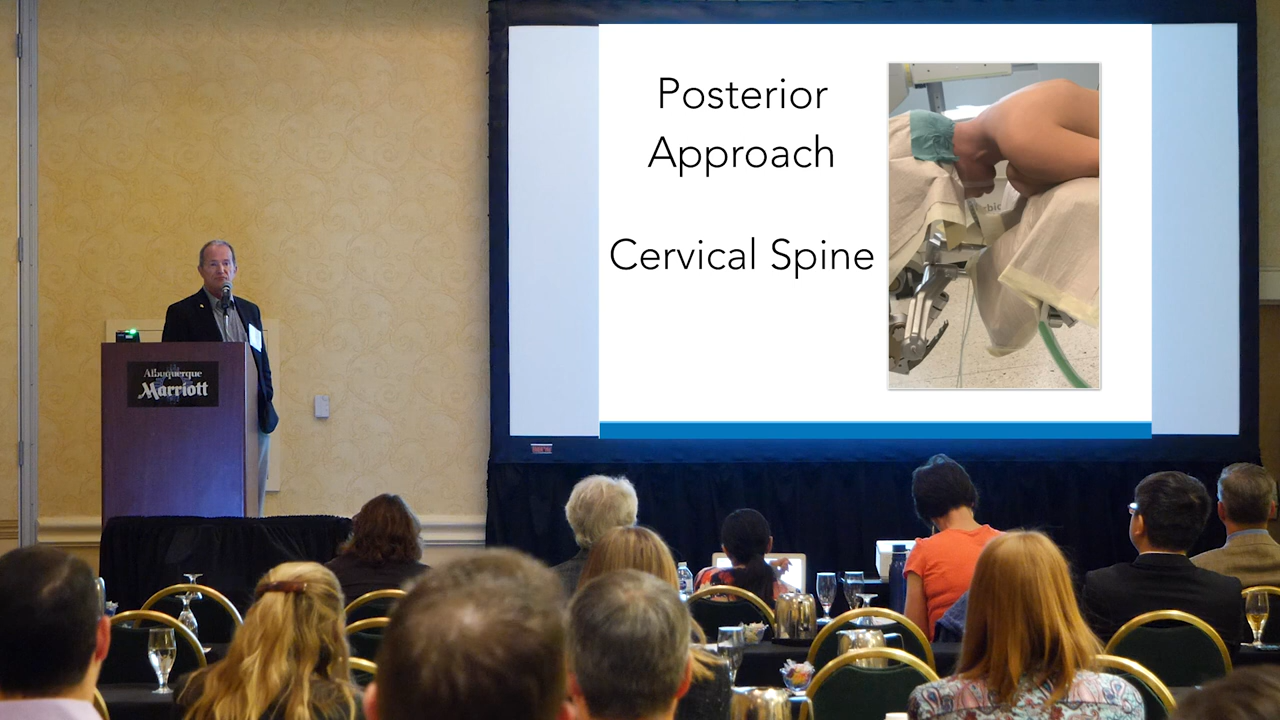 Posterior
Approach
Cervical Spine
Albuquerque
Marriott